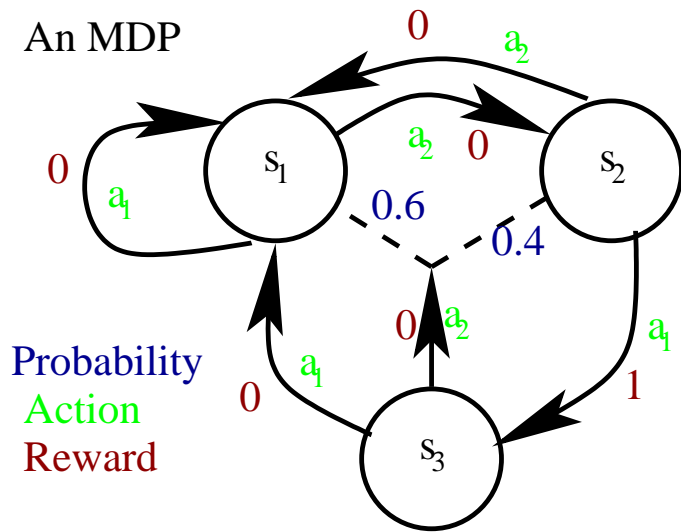 An MDP
0
a₂
0
a₁
s₁
a₂
0
s₂
0.6
0.4
0
a₂
a₁
1
a₁
0
s₃
Probability
Action
Reward